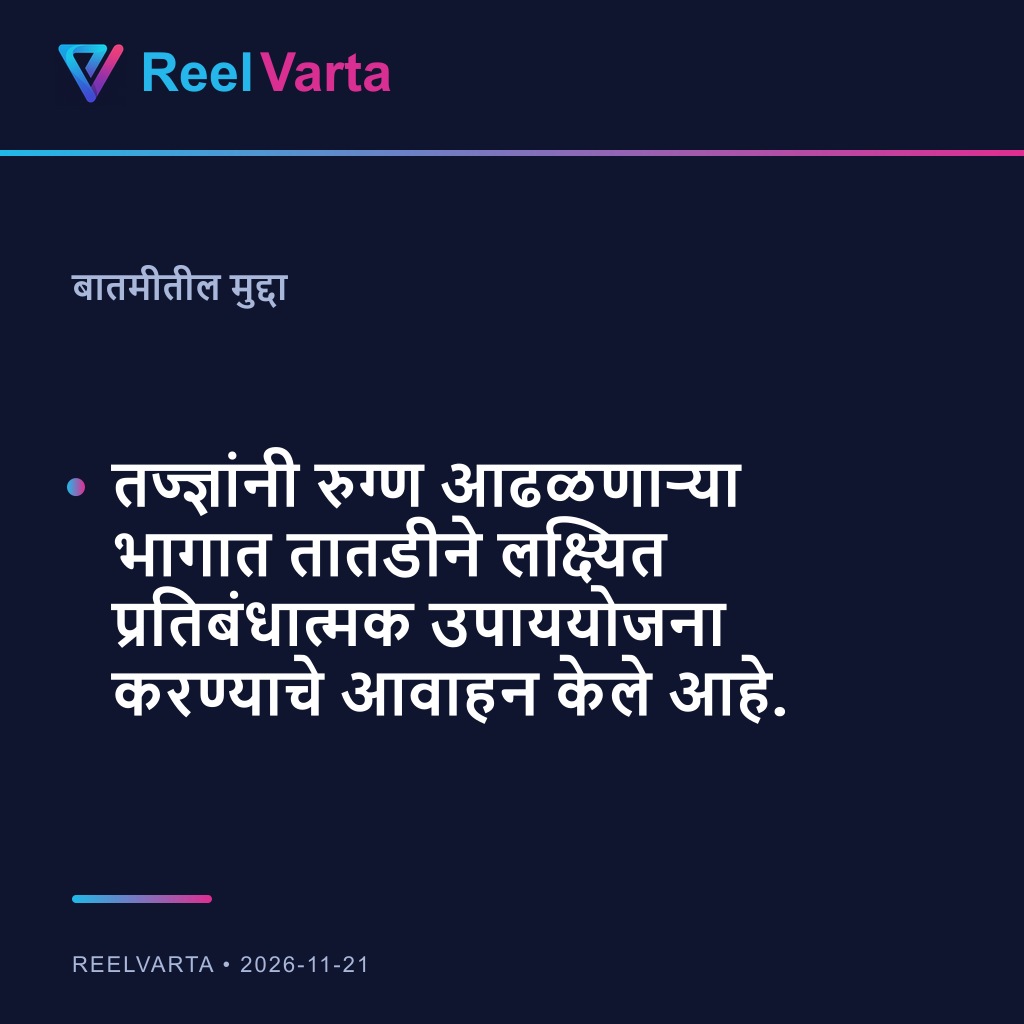 ReelVarta
बातमीतील मुद्दा
• तज्ज्ञांनी रुग्ण आढळणाऱ्या
भागात तातडीने लक्ष्यित
प्रतिबंधात्मक उपाययोजना
करण्याचे आवाहन केले आहे.
REELVARTA • 2026-11-21